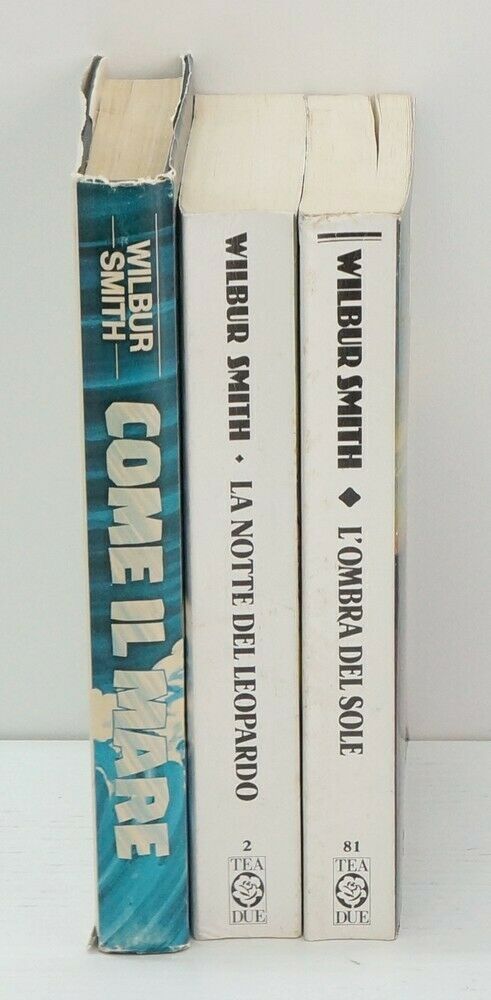 WILBUR
SMITH
COME IL MARE
WILBUR SMITH ◆ LA NOTTE DEL LEOPARDO
2
TEA
DUE
WILBUR SMITH ◆ L'OMBRA DEL SOLE
81
TEA
DUE